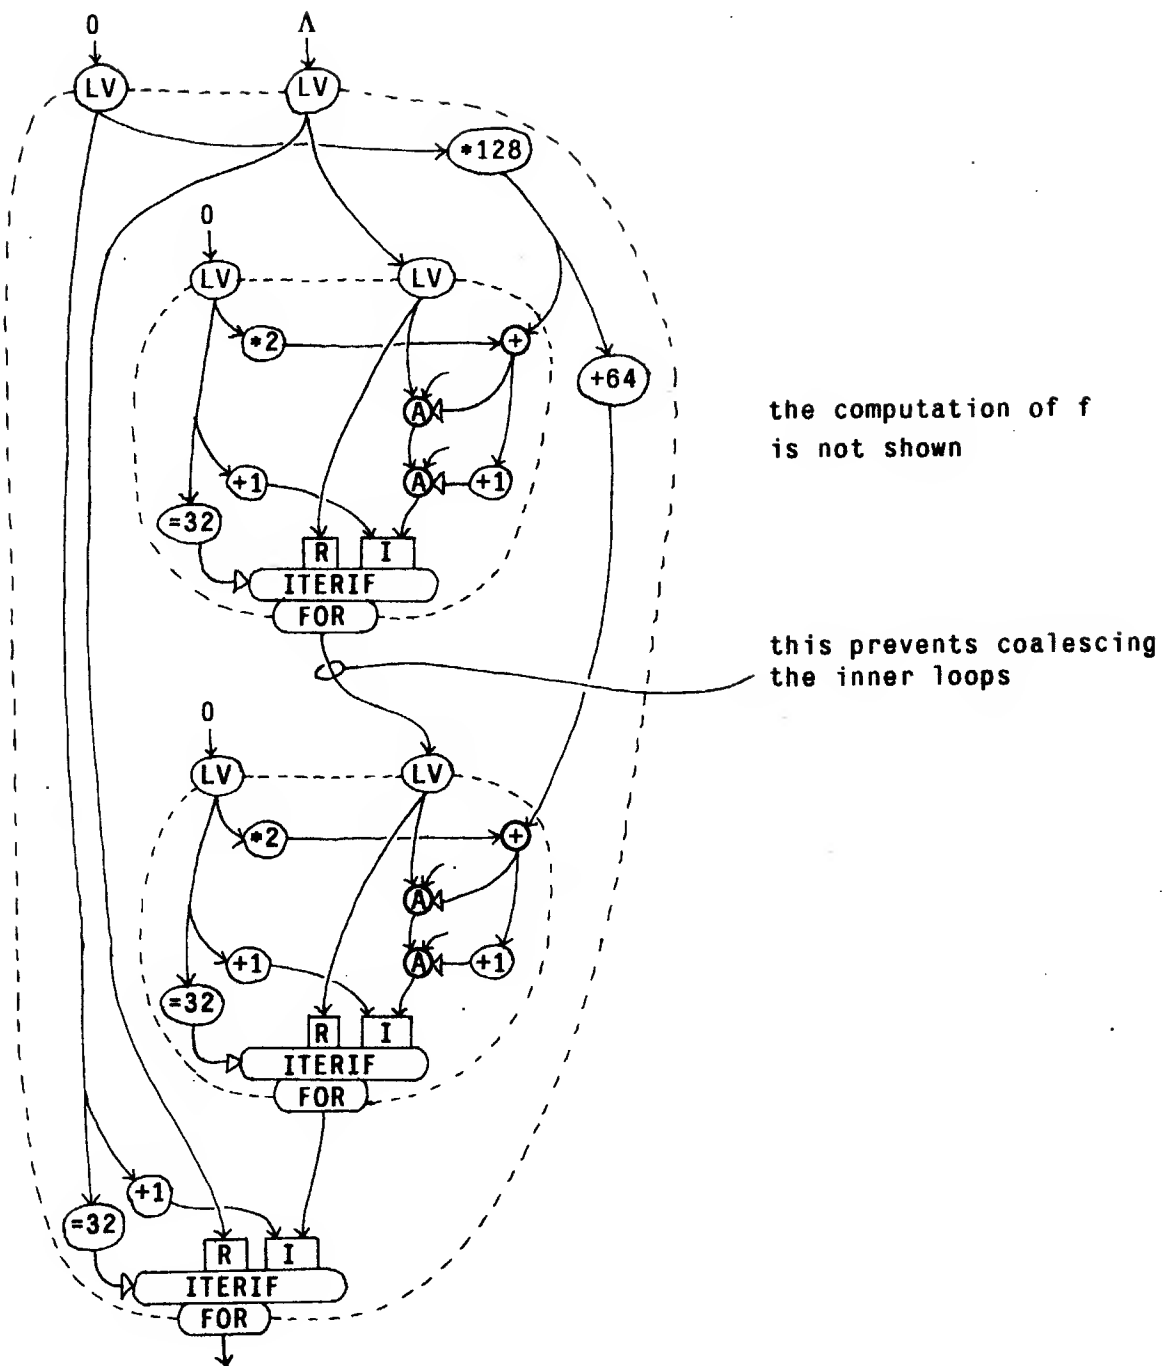 0 Λ
LV LV
*128
0
LV LV
*2 +
+64
A
the computation of f
is not shown
+1 A +1
=32
R I
ITERIF
FOR
this prevents coalescing
the inner loops
0
LV LV
*2 +
A
+1 A +1
=32
R I
ITERIF
FOR
+1
=32
R I
ITERIF
FOR